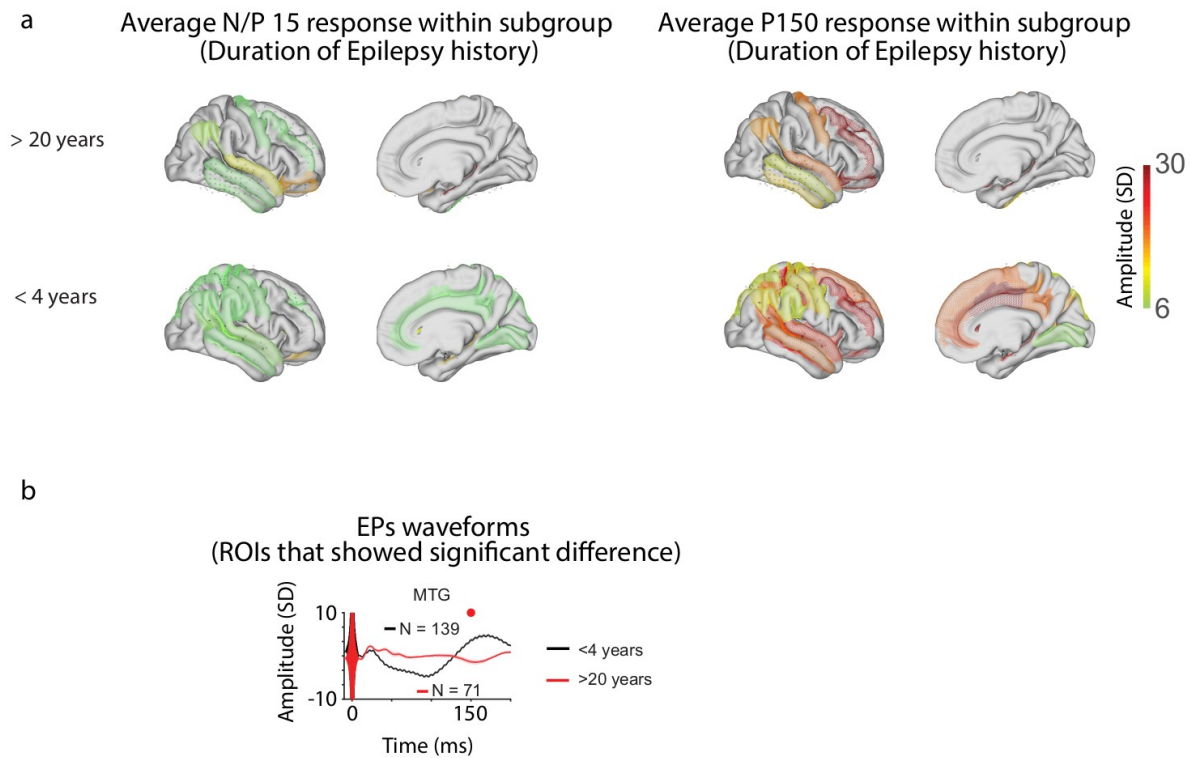 a
Average N/P 15 response within subgroup
(Duration of Epilepsy history)
Average P150 response within subgroup
(Duration of Epilepsy history)
> 20 years
< 4 years
30
Amplitude (SD)
6
b
EPs waveforms
(ROIs that showed significant difference)
MTG
10
N = 139
Amplitude (SD)
<4 years
>20 years
N = 71
-10
0
150
Time (ms)